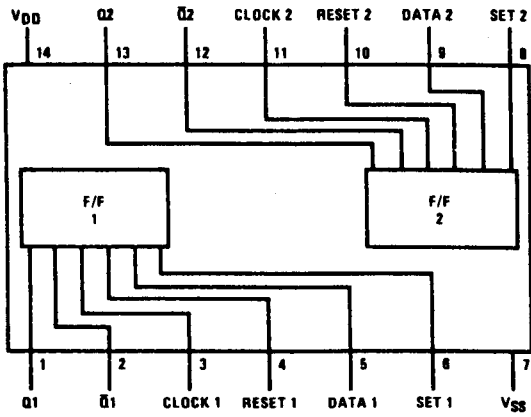 VDD Q2 Q̅2 CLOCK 2 RESET 2 DATA 2 SET 2
14 13 12 11 10 9 8
F/F F/F
1 2
1 2 3 4 5 6 7
Q1 Q̅1 CLOCK 1 RESET 1 DATA 1 SET 1 VSS